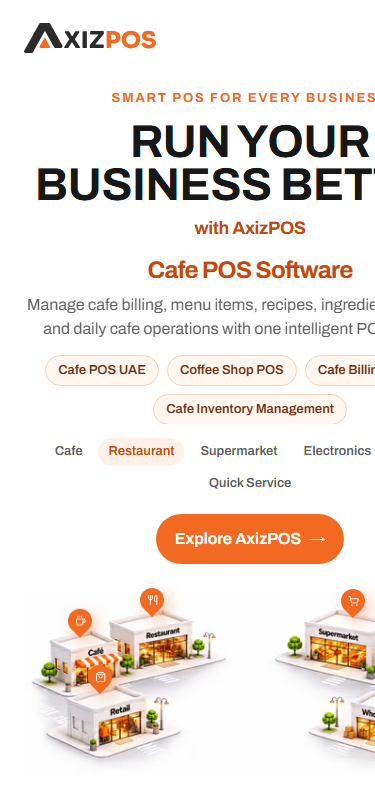 AXIZPOS
SMART POS FOR EVERY BUSINES
RUN YOUR
BUSINESS BET
with AxizPOS
Cafe POS Software
Manage cafe billing, menu items, recipes, ingredie
and daily cafe operations with one intelligent PO
Cafe POS UAE
Coffee Shop POS
Cafe Billin
Cafe Inventory Management
Cafe
Restaurant
Supermarket
Electronics
Quick Service
Explore AxizPOS →
Restaurant
Café
Supermarket
Retail
Who